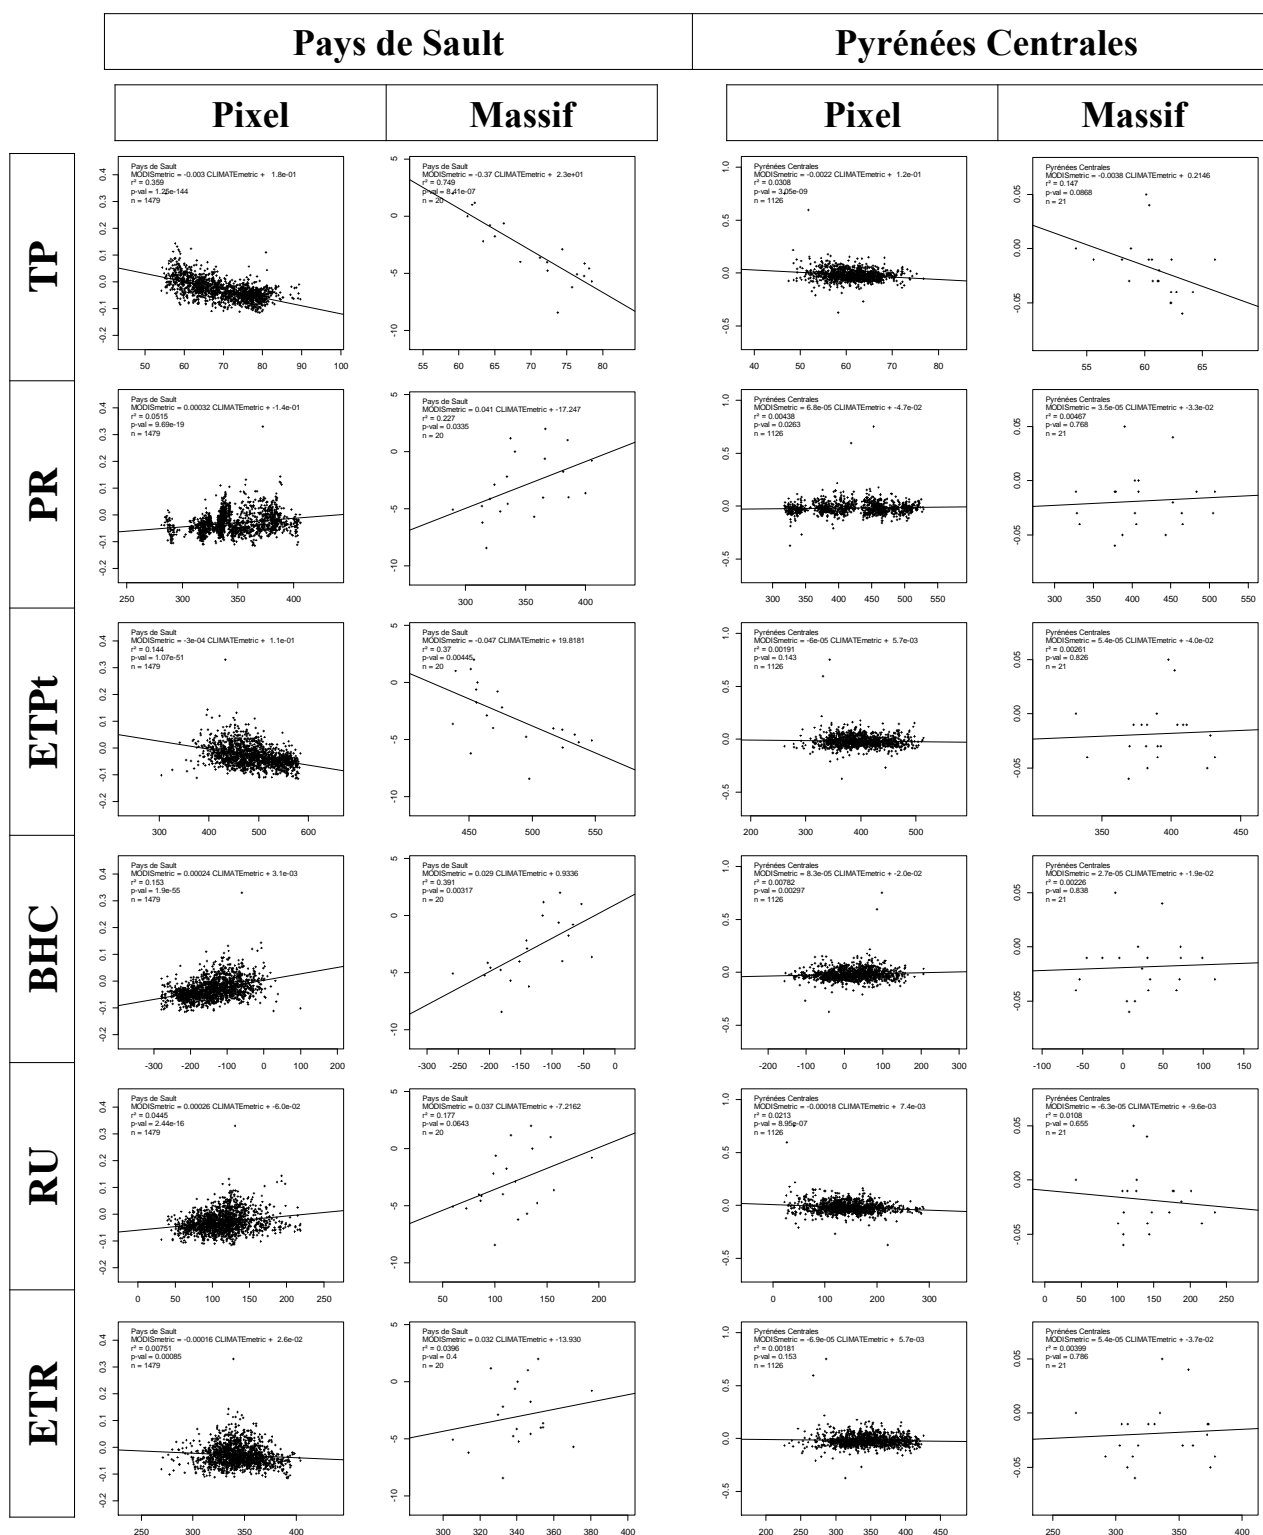 Pays de Sault
Pyrénées Centrales
Pixel
Massif
Pixel
Massif
TP
Pays de Sault
MODISmetric = -0.003 CLIMATEmetric + 1.8e-01
r² = 0.359
p-val = 1.25e-144
n = 1479
MODISmetric = -0.37 CLIMATEmetric + 2.3e+01
r² = 0.749
p-val = 8.41e-07
n = 20
Pyrénées Centrales
MODISmetric = -0.0022 CLIMATEmetric + 1.2e-01
r² = 0.0308
p-val = 3.05e-09
n = 1126
Pyrénées Centrales
MODISmetric = -0.0038 CLIMATEmetric + 0.2146
r² = 0.147
p-val = 0.0868
n = 21
PR
Pays de Sault
MODISmetric = 0.00032 CLIMATEmetric + -1.4e-01
r² = 0.0515
p-val = 9.69e-19
n = 1479
Pays de Sault
MODISmetric = 0.041 CLIMATEmetric + -17.247
r² = 0.227
p-val = 0.0335
n = 20
Pyrénées Centrales
MODISmetric = 6.8e-05 CLIMATEmetric + -4.7e-02
r² = 0.00438
p-val = 0.0263
n = 1126
Pyrénées Centrales
MODISmetric = 3.5e-05 CLIMATEmetric + -3.3e-02
r² = 0.00467
p-val = 0.768
n = 21
ETPt
Pays de Sault
MODISmetric = -3e-04 CLIMATEmetric + 1.1e-01
r² = 0.144
p-val = 1.07e-51
n = 1479
Pays de Sault
MODISmetric = -0.047 CLIMATEmetric + 19.8181
r² = 0.37
p-val = 0.00445
n = 20
Pyrénées Centrales
MODISmetric = -6e-05 CLIMATEmetric + 5.7e-03
r² = 0.00191
p-val = 0.143
n = 1126
Pyrénées Centrales
MODISmetric = 5.4e-05 CLIMATEmetric + -4.0e-02
r² = 0.00261
p-val = 0.826
n = 21
BHC
Pays de Sault
MODISmetric = 0.00024 CLIMATEmetric + 3.1e-03
r² = 0.153
p-val = 1.9e-55
n = 1479
Pays de Sault
MODISmetric = 0.029 CLIMATEmetric + 0.9336
r² = 0.391
p-val = 0.00317
n = 20
Pyrénées Centrales
MODISmetric = 8.3e-05 CLIMATEmetric + -2.0e-02
r² = 0.00782
p-val = 0.00297
n = 1126
Pyrénées Centrales
MODISmetric = 2.7e-05 CLIMATEmetric + -1.9e-02
r² = 0.00226
p-val = 0.838
n = 21
RU
Pays de Sault
MODISmetric = 0.00026 CLIMATEmetric + -6.0e-02
r² = 0.0445
p-val = 2.44e-16
n = 1479
Pays de Sault
MODISmetric = 0.037 CLIMATEmetric + -7.2162
r² = 0.177
p-val = 0.0643
n = 20
Pyrénées Centrales
MODISmetric = -0.00018 CLIMATEmetric + 7.4e-03
r² = 0.0213
p-val = 8.95e-07
n = 1126
Pyrénées Centrales
MODISmetric = -6.3e-05 CLIMATEmetric + -9.6e-03
r² = 0.0108
p-val = 0.655
n = 21
ETR
Pays de Sault
MODISmetric = -0.00016 CLIMATEmetric + 2.6e-02
r² = 0.00751
p-val = 0.00085
n = 1479
Pays de Sault
MODISmetric = 0.032 CLIMATEmetric + -13.930
r² = 0.0396
p-val = 0.4
n = 20
Pyrénées Centrales
MODISmetric = -6.9e-05 CLIMATEmetric + 5.7e-03
r² = 0.00181
p-val = 0.153
n = 1126
Pyrénées Centrales
MODISmetric = 5.4e-05 CLIMATEmetric + -3.7e-02
r² = 0.00399
p-val = 0.786
n = 21